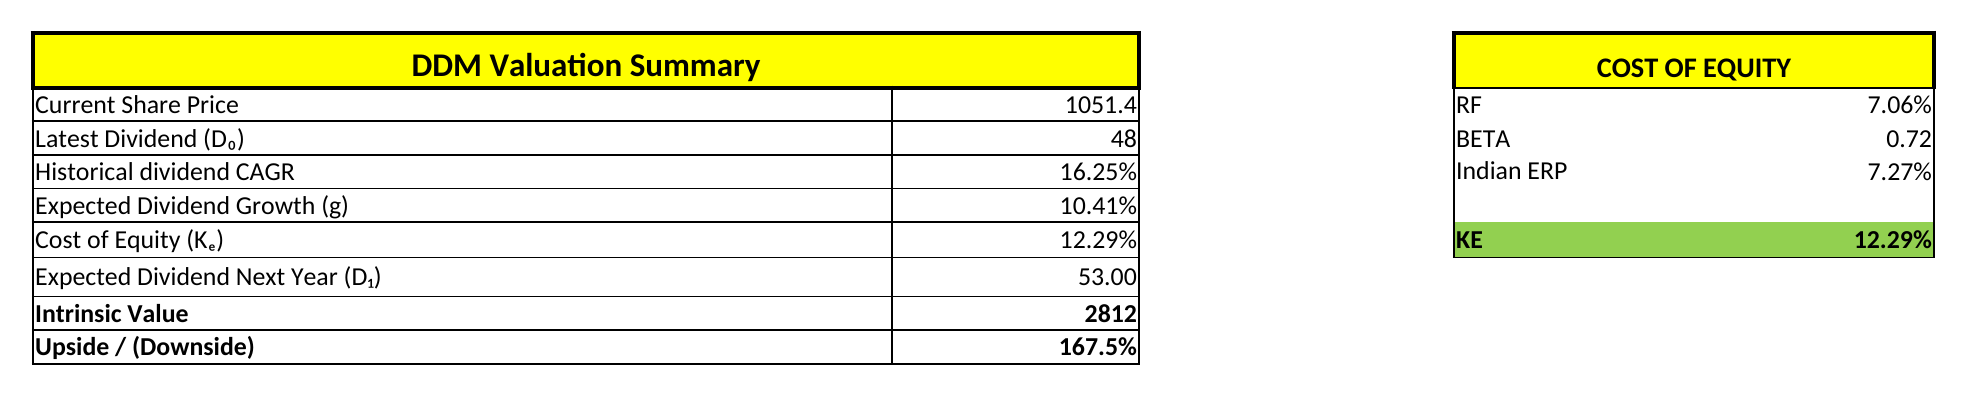 DDM Valuation Summary
Current Share Price 1051.4
Latest Dividend (D₀) 48
Historical dividend CAGR 16.25%
Expected Dividend Growth (g) 10.41%
Cost of Equity (Kₑ) 12.29%
Expected Dividend Next Year (D₁) 53.00
Intrinsic Value 2812
Upside / (Downside) 167.5%
COST OF EQUITY
RF 7.06%
BETA 0.72
Indian ERP 7.27%
KE 12.29%